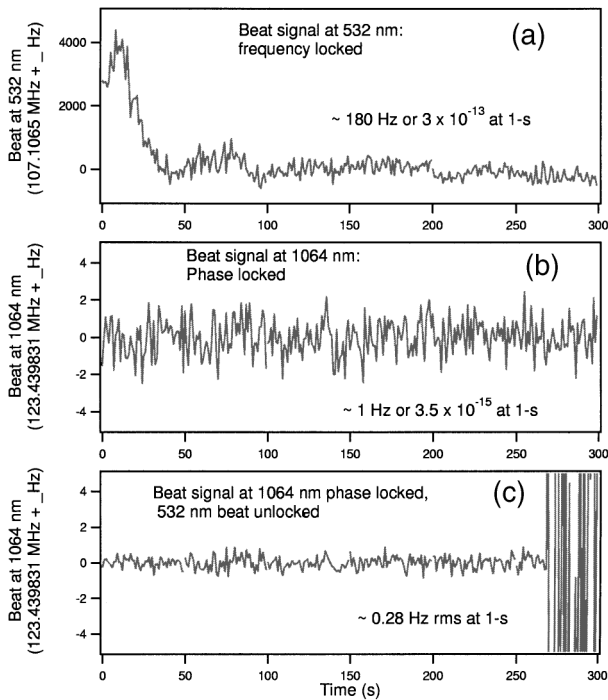 Beat signal at 532 nm:
frequency locked
(a)
~ 180 Hz or 3 x 10^-13 at 1-s
Beat at 532 nm
(107.1065 MHz + _ Hz)
4000
2000
0
0 50 100 150 200 250 300
Beat signal at 1064 nm:
Phase locked
(b)
~ 1 Hz or 3.5 x 10^-15 at 1-s
Beat at 1064 nm
(123.439831 MHz + _Hz)
4
2
0
-2
-4
0 50 100 150 200 250 300
Beat signal at 1064 nm phase locked,
532 nm beat unlocked
(c)
~ 0.28 Hz rms at 1-s
Beat at 1064 nm
(123.439831 MHz + _Hz)
4
2
0
-2
-4
0 50 100 150 200 250 300
Time (s)